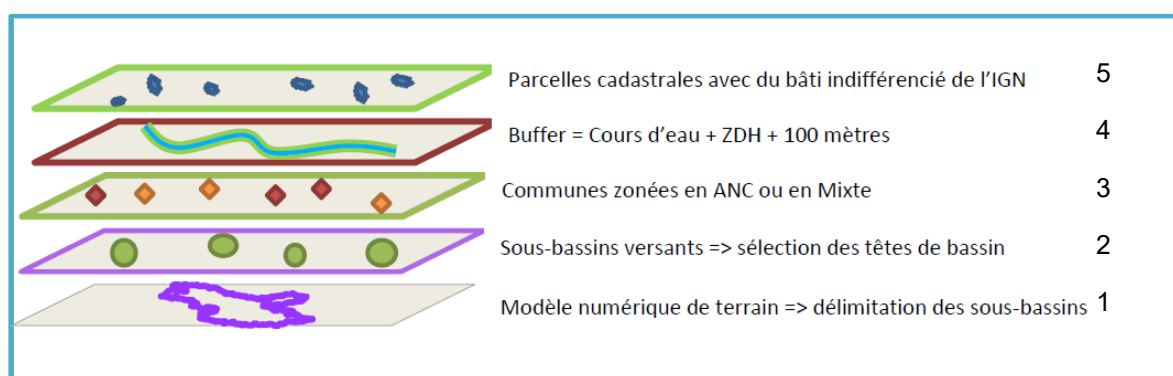 Parcelles cadastrales avec du bâti indifférencié de l'IGN 5
Buffer = Cours d'eau + ZDH + 100 mètres 4
Communes zonées en ANC ou en Mixte 3
Sous-bassins versants => sélection des têtes de bassin 2
Modèle numérique de terrain => délimitation des sous-bassins 1